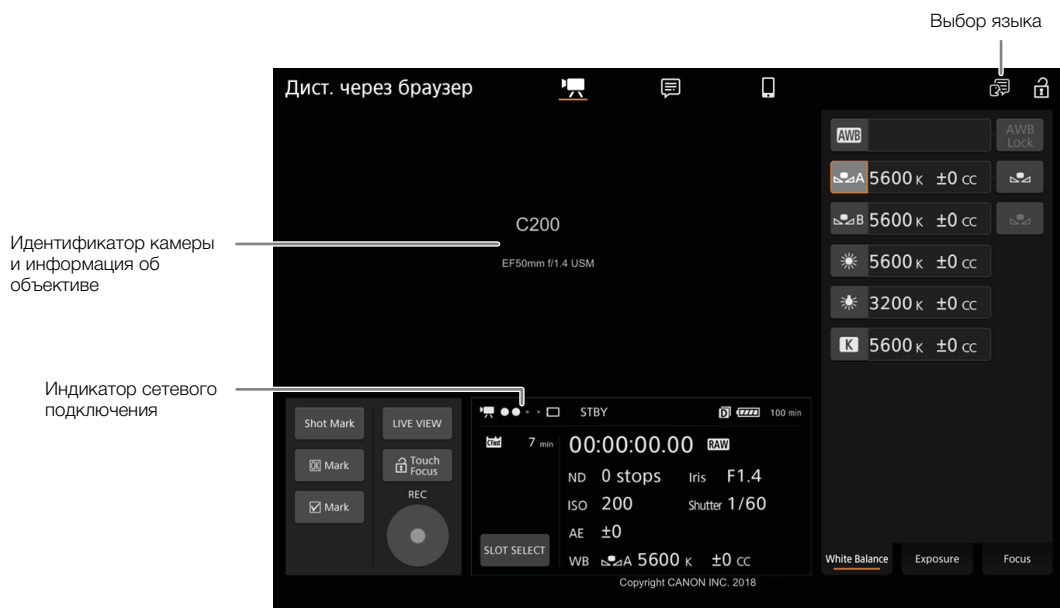 Выбор языка
Дист. через браузер
AWB
AWB Lock
A 5600 K ±0 CC
B 5600 K ±0 CC
5600 K ±0 CC
3200 K ±0 CC
K 5600 K ±0 CC
C200
EF50mm f/1.4 USM
Идентификатор камеры
и информация об
объективе
Индикатор сетевого
подключения
Shot Mark
LIVE VIEW
OK Mark
Touch Focus
Mark
REC
STBY
D
100 min
CFast
7 min
00:00:00.00 RAW
ND 0 stops Iris F1.4
ISO 200 Shutter 1/60
AE ±0
SLOT SELECT
WB A 5600 K ±0 CC
White Balance
Exposure
Focus
Copyright CANON INC. 2018